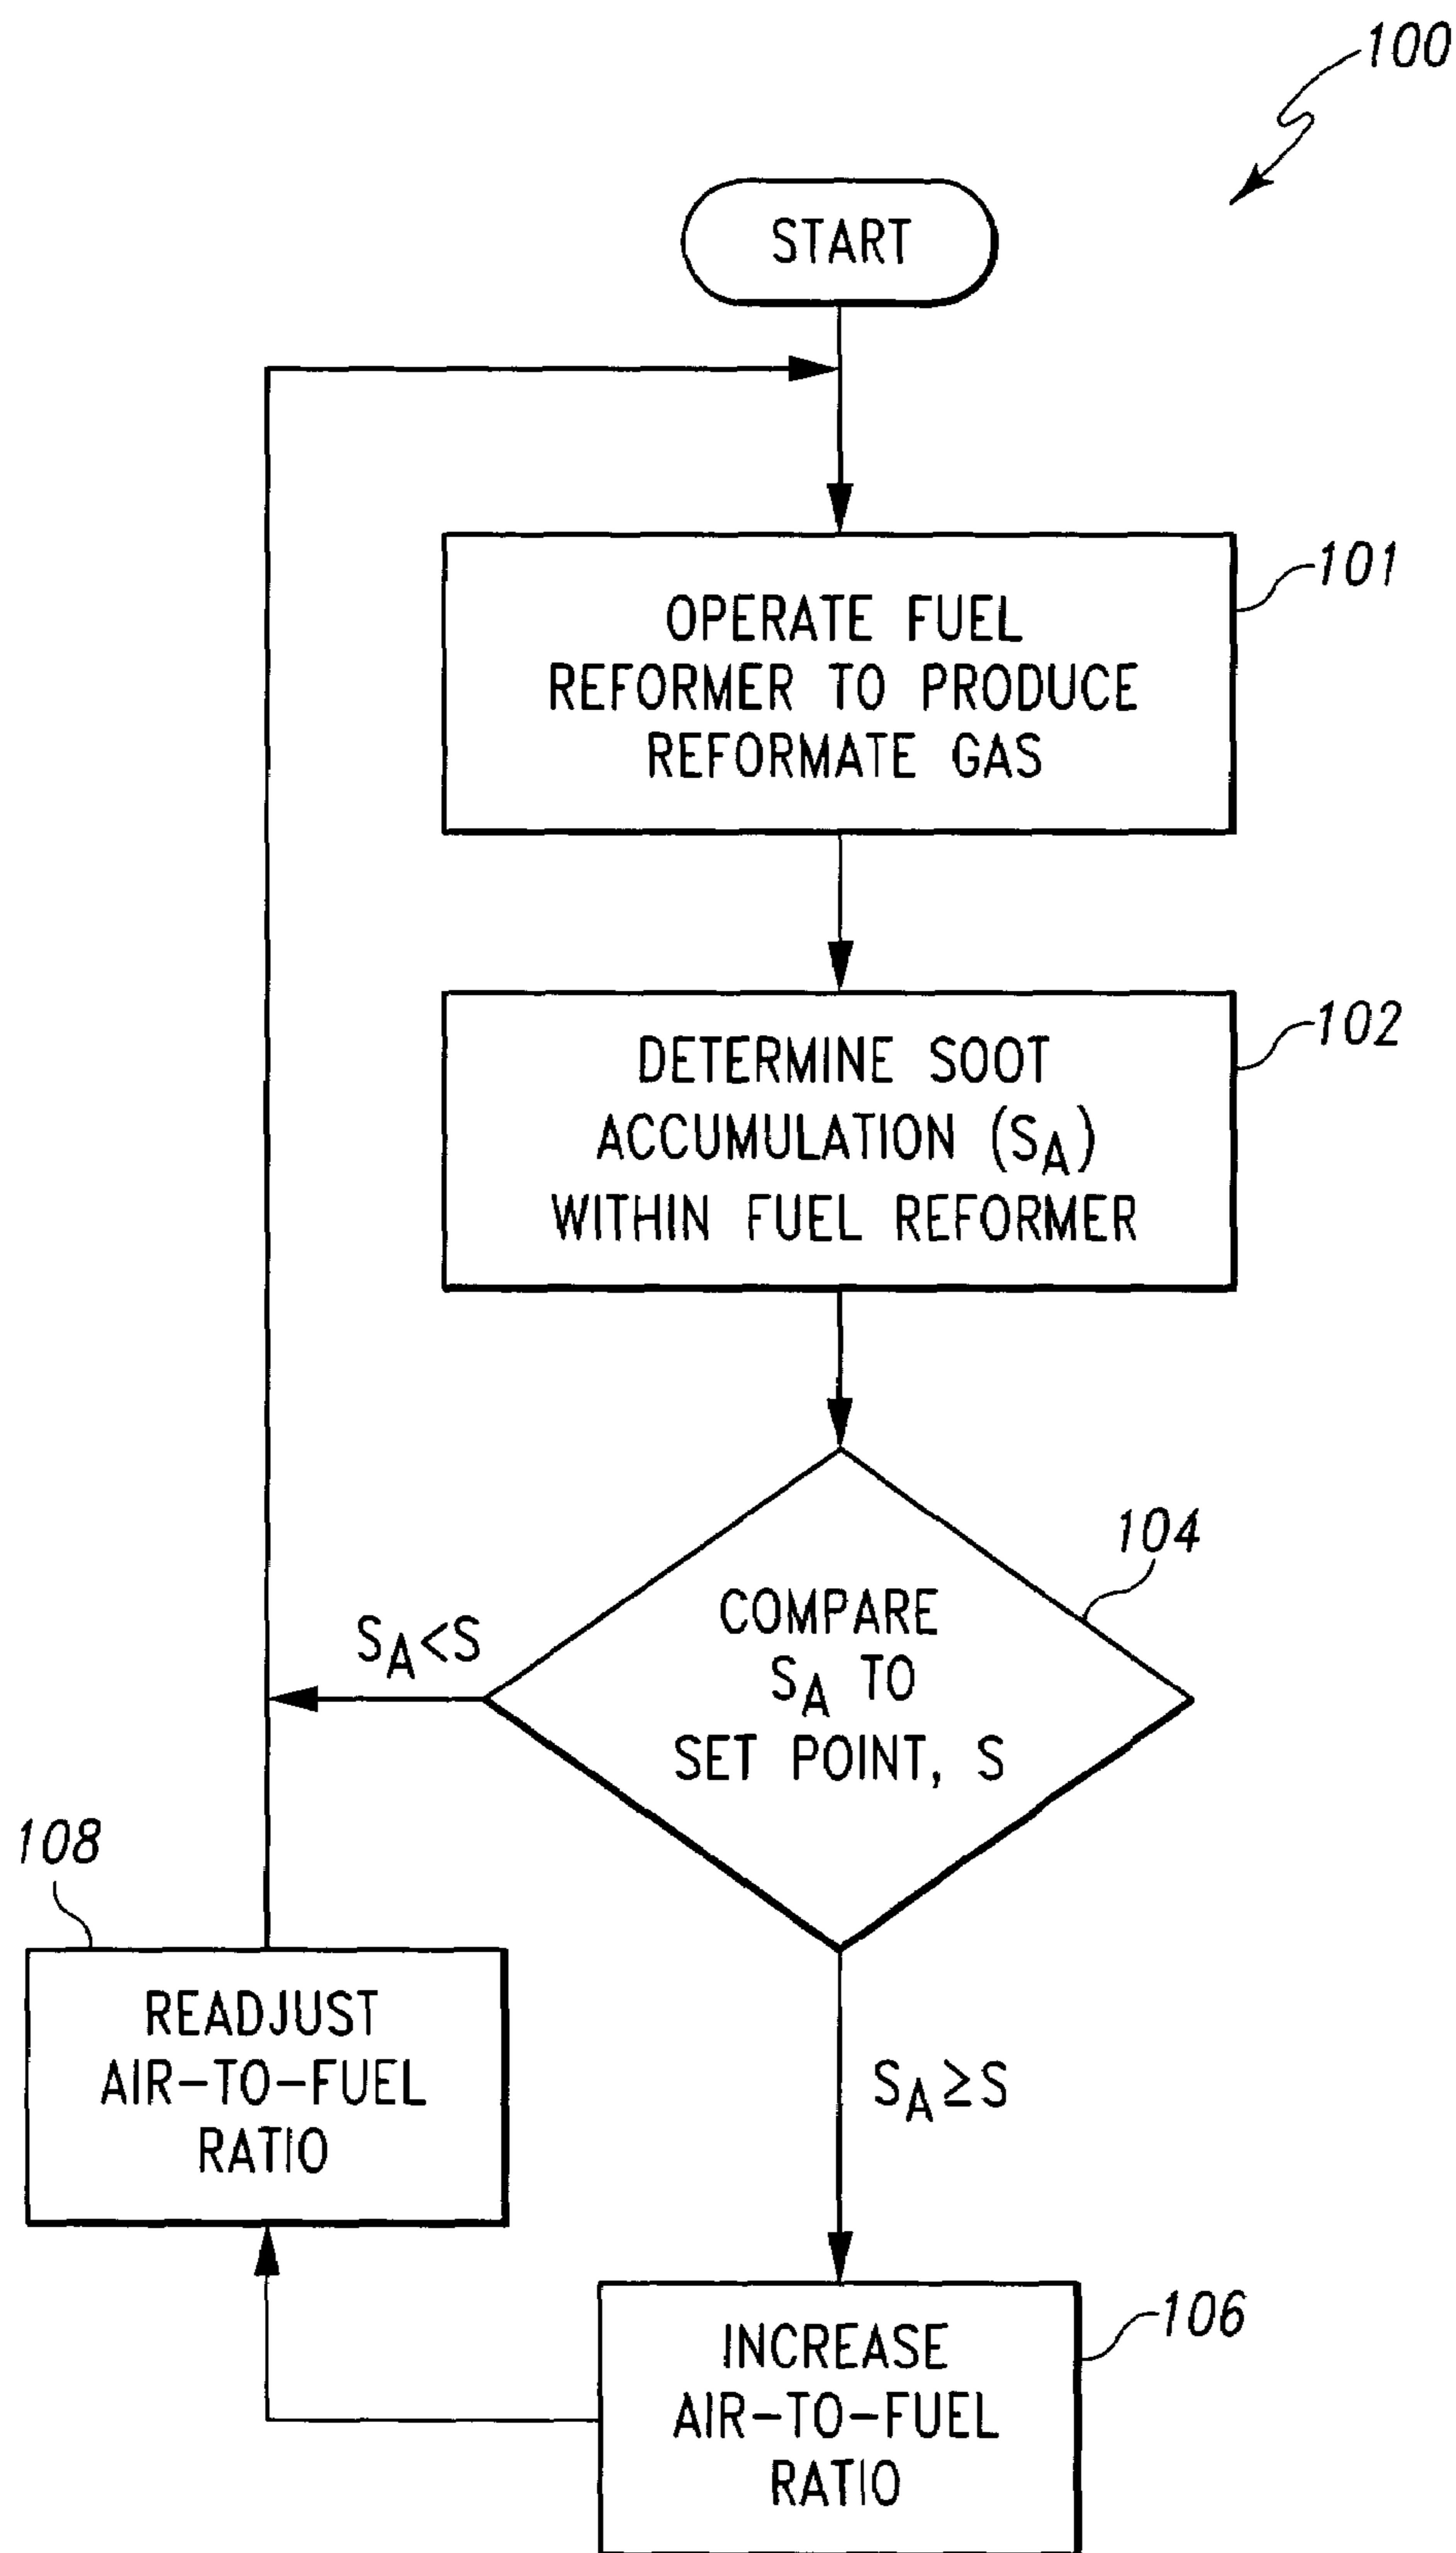 100
START
101
OPERATE FUEL
REFORMER TO PRODUCE
REFORMATE GAS
102
DETERMINE SOOT
ACCUMULATION (SA)
WITHIN FUEL REFORMER
104
COMPARE
SA TO
SET POINT, S
SA<S
108
READJUST
AIR-TO-FUEL
RATIO
SA≥S
106
INCREASE
AIR-TO-FUEL
RATIO